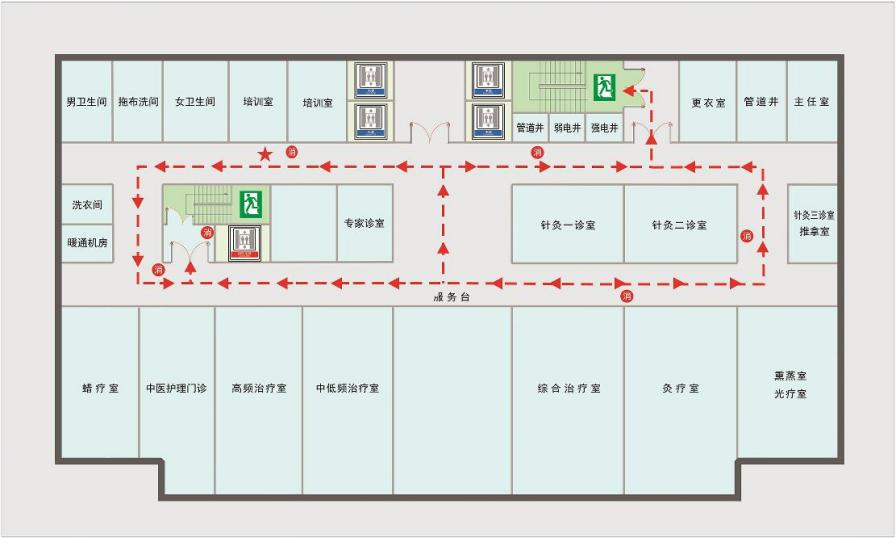 男卫生间
拖布洗间
女卫生间
培训室
培训室
管道井
弱电井
强电井
更衣室
管道井
主任室
消
消
洗衣间
暖通机房
消
专家诊室
针灸一诊室
针灸二诊室
消
针灸三诊室
推拿室
消
服务台
消
蜡疗室
中医护理门诊
高频治疗室
中低频治疗室
综合治疗室
灸疗室
熏蒸室
光疗室